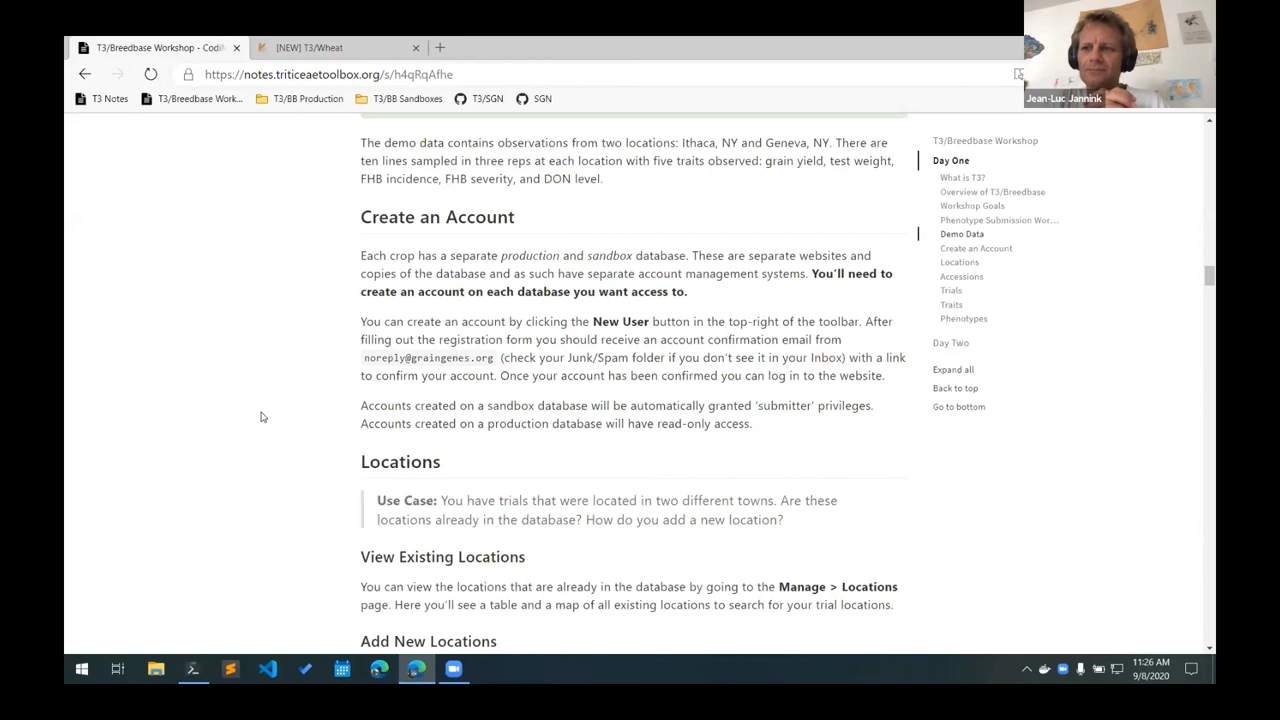 T3/Breedbase Workshop - Codi
[NEW] T3/Wheat
https://notes.triticeaetoolbox.org/s/h4qRqAfhe
T3 Notes
T3/Breedbase Work...
T3/BB Production
T3/BB Sandboxes
T3/SGN
SGN
Jean-Luc Jannink
The demo data contains observations from two locations: Ithaca, NY and Geneva, NY. There are
ten lines sampled in three reps at each location with five traits observed: grain yield, test weight,
FHB incidence, FHB severity, and DON level.
Create an Account
Each crop has a separate production and sandbox database. These are separate websites and
copies of the database and as such have separate account management systems. You'll need to
create an account on each database you want access to.
You can create an account by clicking the New User button in the top-right of the toolbar. After
filling out the registration form you should receive an account confirmation email from
noreply@graingenes.org (check your Junk/Spam folder if you don't see it in your Inbox) with a link
to confirm your account. Once your account has been confirmed you can log in to the website.
Accounts created on a sandbox database will be automatically granted 'submitter' privileges.
Accounts created on a production database will have read-only access.
Locations
Use Case: You have trials that were located in two different towns. Are these
locations already in the database? How do you add a new location?
View Existing Locations
You can view the locations that are already in the database by going to the Manage > Locations
page. Here you'll see a table and a map of all existing locations to search for your trial locations.
Add New Locations
T3/Breedbase Workshop
Day One
What is T3?
Overview of T3/Breedbase
Workshop Goals
Phenotype Submission Wor...
Demo Data
Create an Account
Locations
Accessions
Trials
Traits
Phenotypes
Day Two
Expand all
Back to top
Go to bottom
11:26 AM
9/8/2020